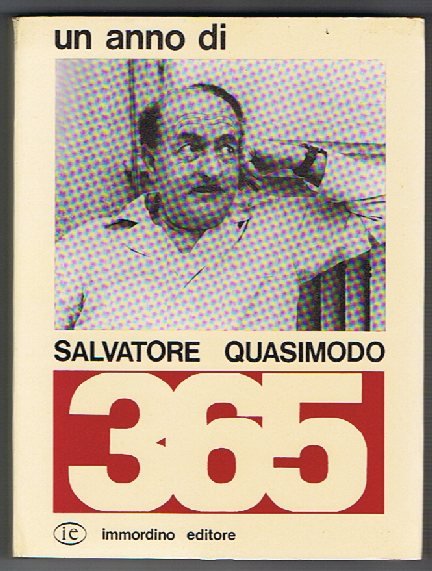 un anno di
SALVATORE QUASIMODO
365
ie immordino editore